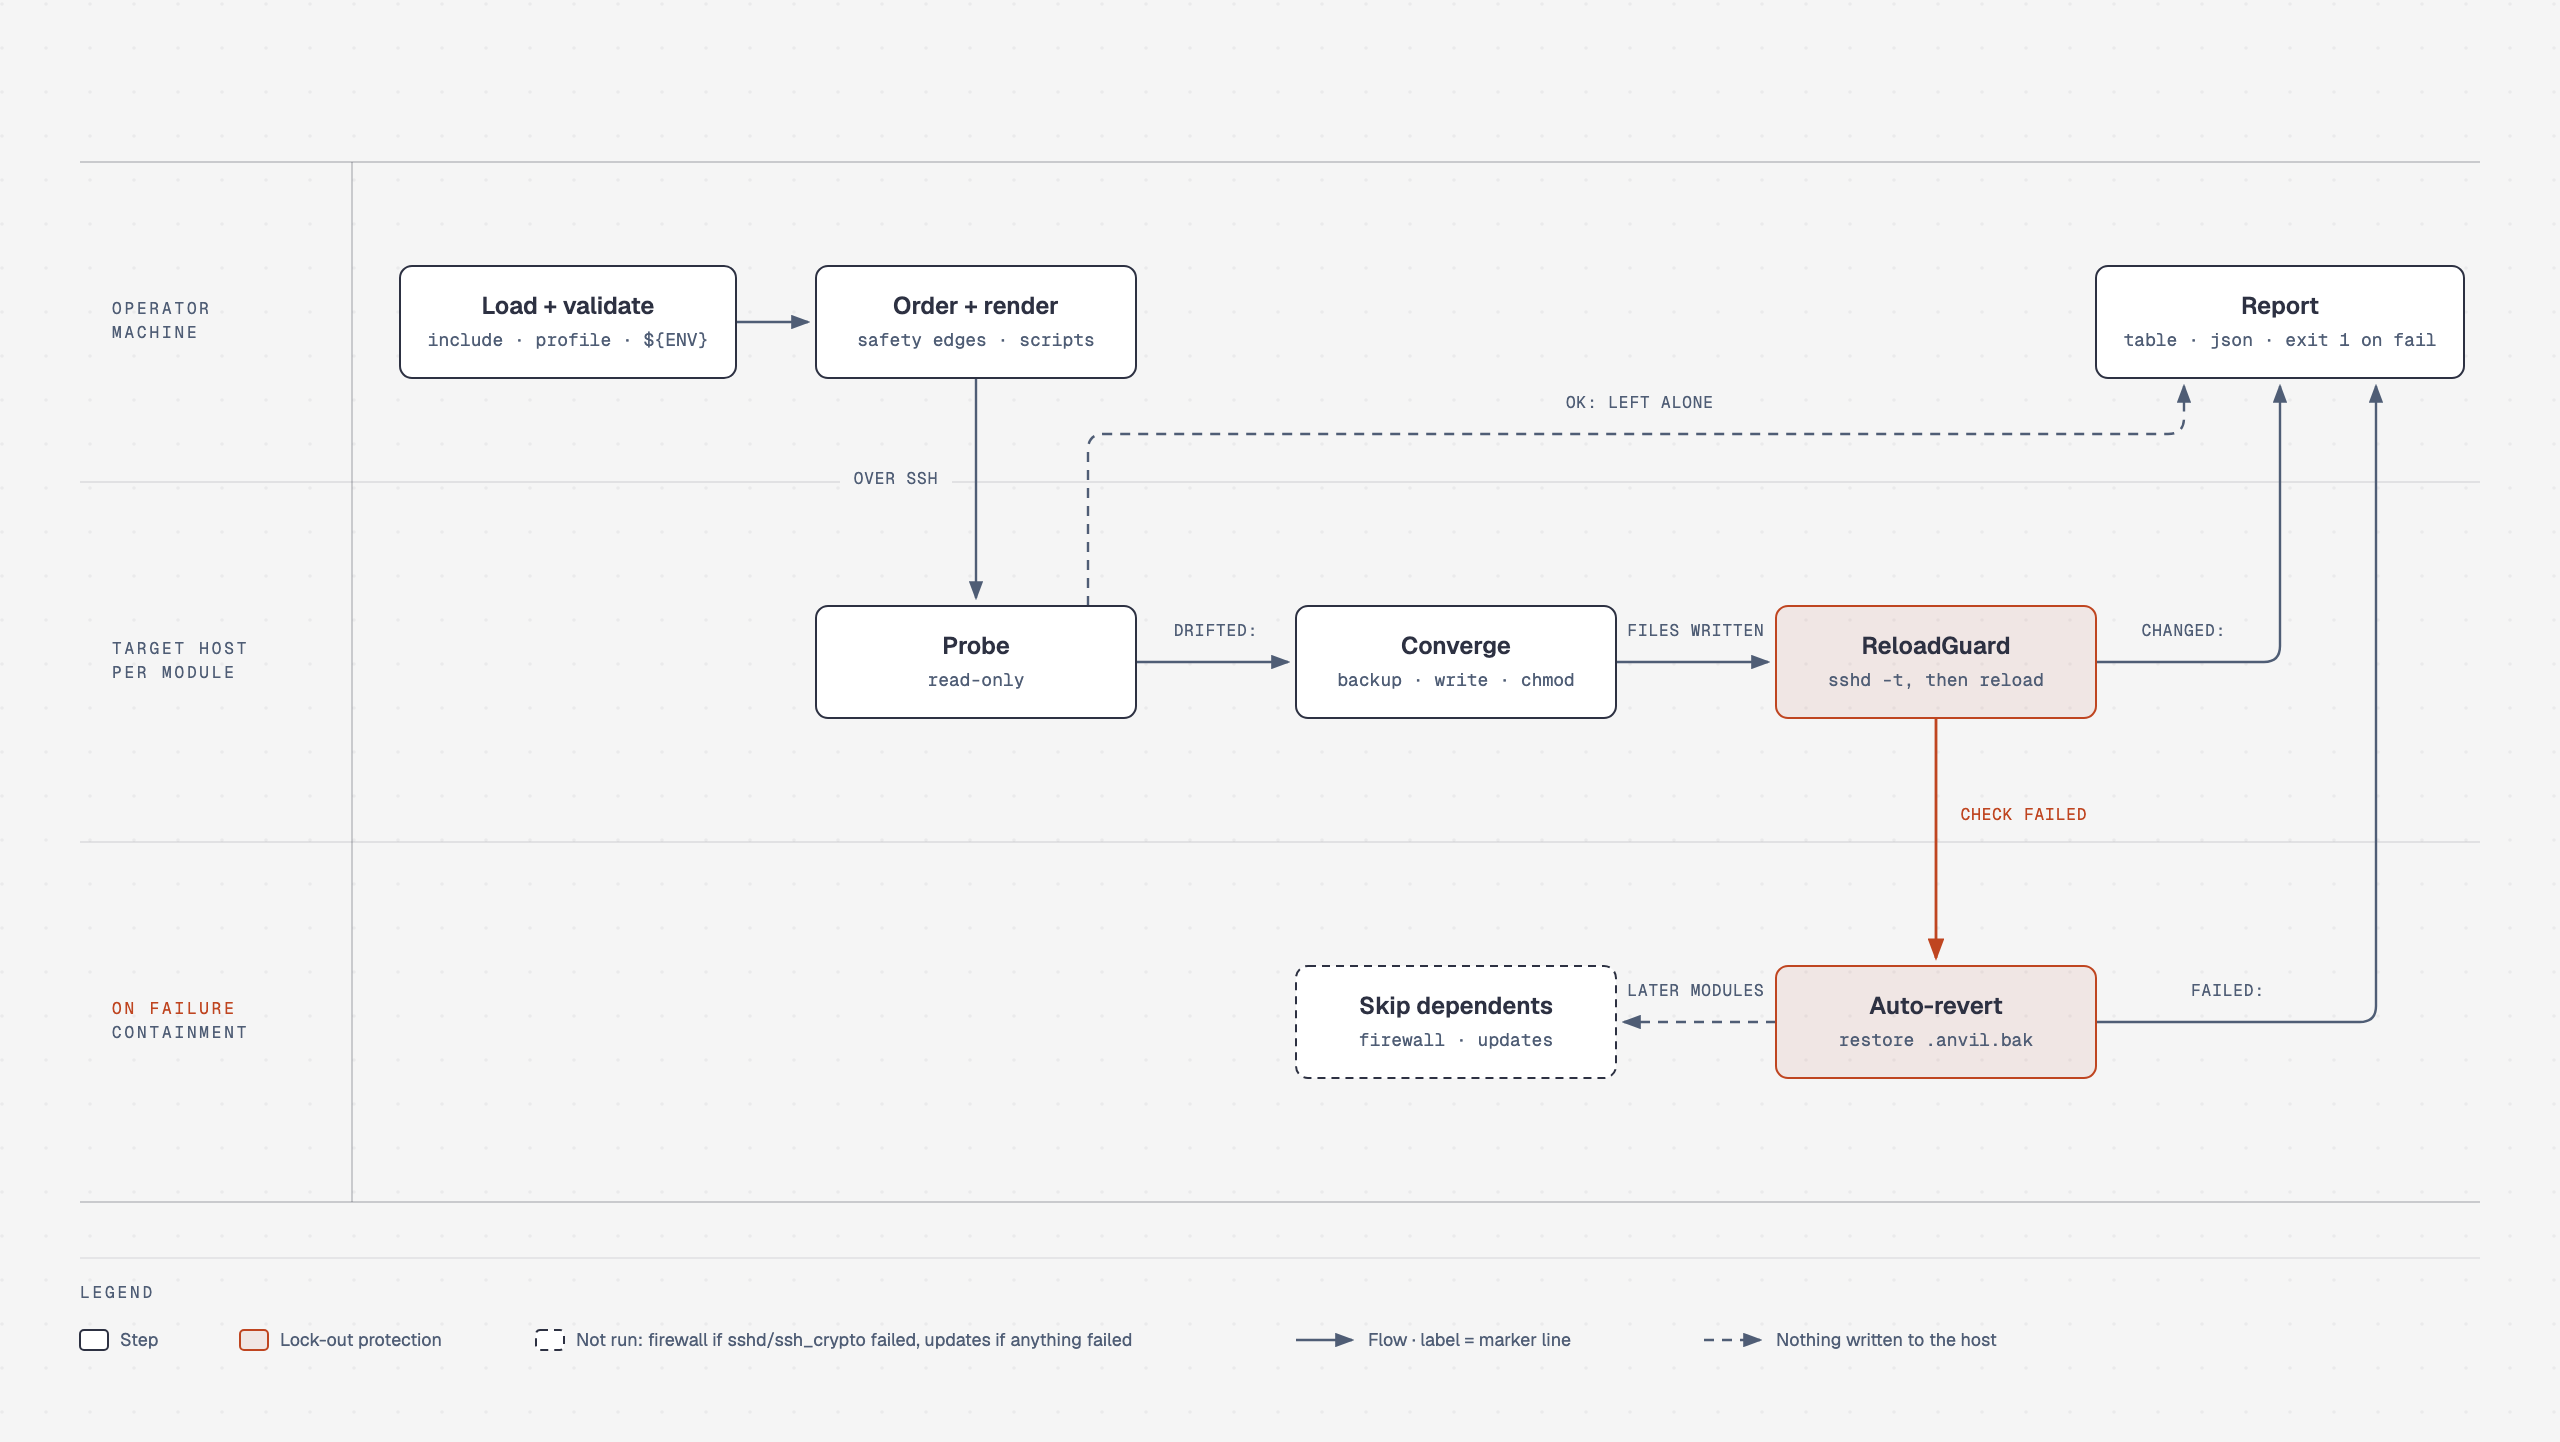 OPERATOR
MACHINE
Load + validate
include · profile · ${ENV}
Order + render
safety edges · scripts
Report
table · json · exit 1 on fail
OK: LEFT ALONE
OVER SSH
TARGET HOST
PER MODULE
Probe
read-only
DRIFTED:
Converge
backup · write · chmod
FILES WRITTEN
ReloadGuard
sshd -t, then reload
CHANGED:
CHECK FAILED
ON FAILURE
CONTAINMENT
Skip dependents
firewall · updates
LATER MODULES
Auto-revert
restore .anvil.bak
FAILED:
LEGEND
Step
Lock-out protection
Not run: firewall if sshd/ssh_crypto failed, updates if anything failed
Flow · label = marker line
Nothing written to the host